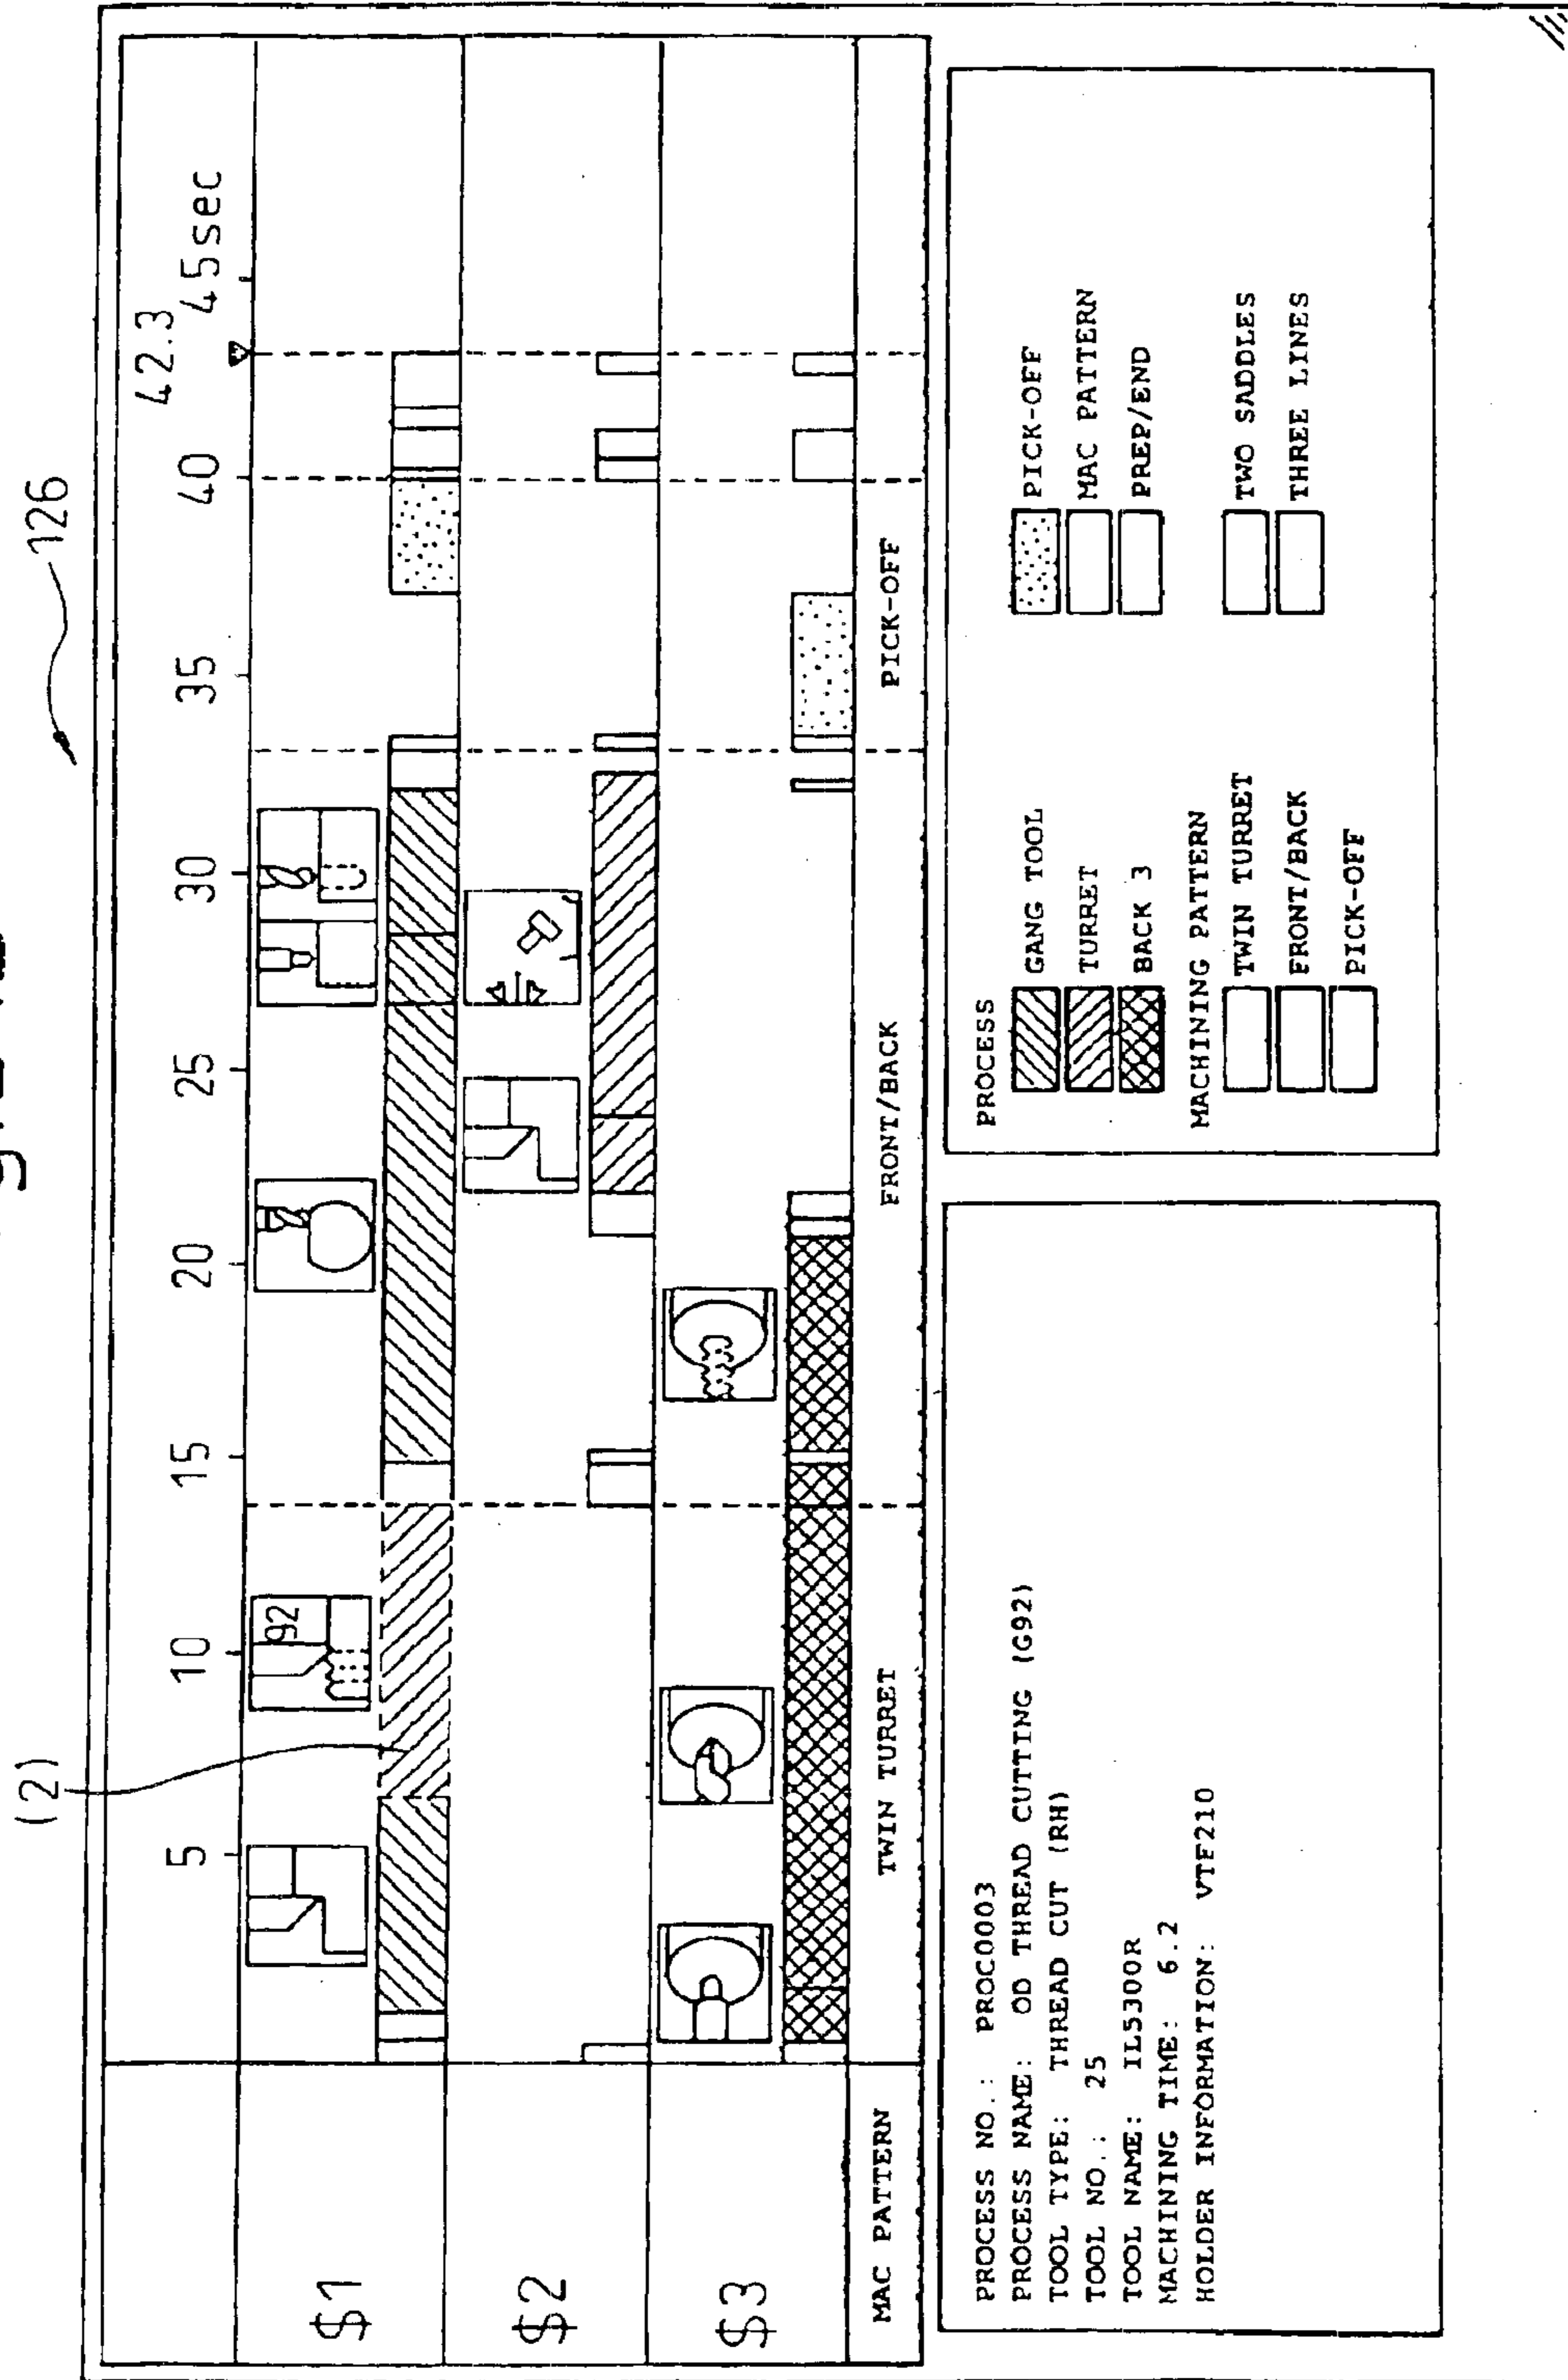 126
(2)
42.3
5 10 15 20 25 30 35 40 45sec
$1
92
$2
$3
MAC PATTERN
TWIN TURRET
FRONT/BACK
PICK-OFF
PROCESS NO.: PROC0003
PROCESS NAME: OD THREAD CUTTING (G92)
TOOL TYPE: THREAD CUT (RH)
TOOL NO.: 25
TOOL NAME: IL5300R
MACHINING TIME: 6.2
HOLDER INFORMATION: VTF210
PROCESS
GANG TOOL
TURRET
BACK 3
PICK-OFF
MAC PATTERN
PREP/END
MACHINING PATTERN
TWIN TURRET
FRONT/BACK
PICK-OFF
TWO SADDLES
THREE LINES